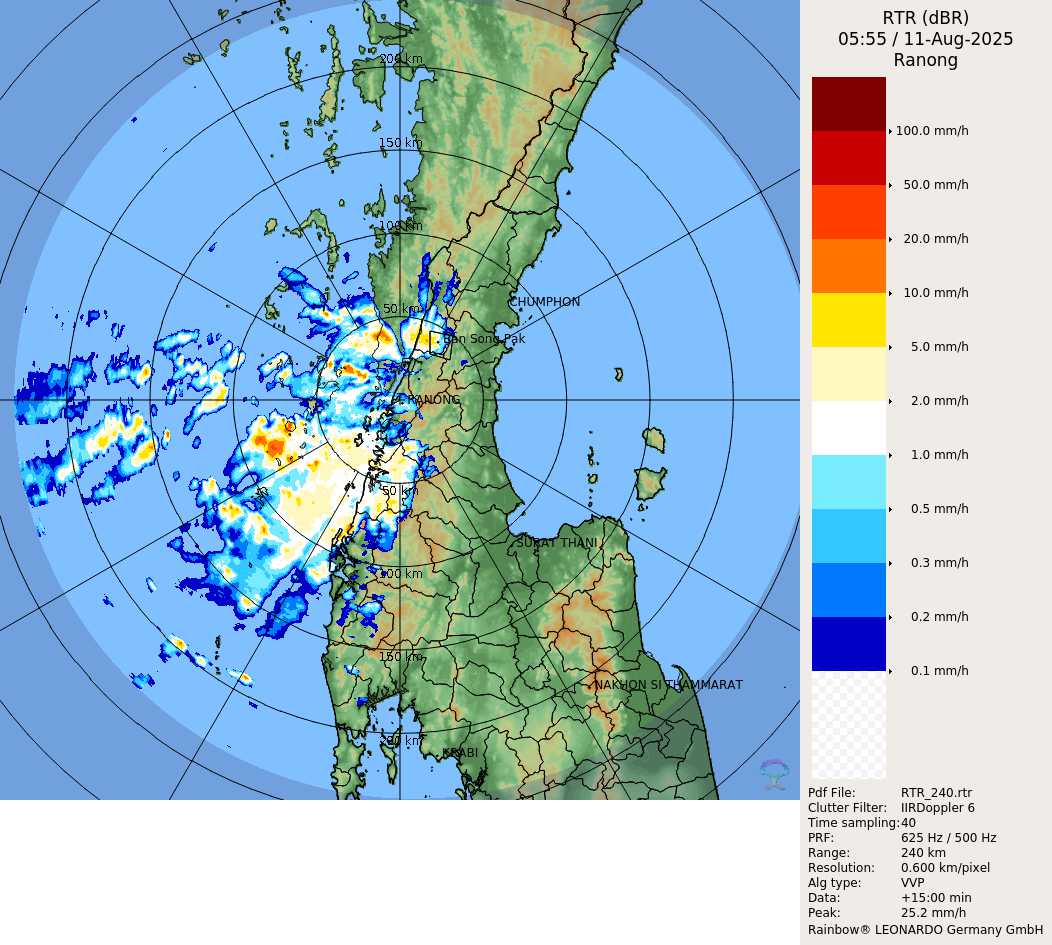 RTR (dBR)
05:55 / 11-Aug-2025
Ranong
200 km
150 km
100 km
50 km
CHUMPHON
Ban Song Pak
RANONG
50 km
SURAT THANI
100 km
150 km
NAKHON SI THAMMARAT
200 km
KRABI
100.0 mm/h
50.0 mm/h
20.0 mm/h
10.0 mm/h
5.0 mm/h
2.0 mm/h
1.0 mm/h
0.5 mm/h
0.3 mm/h
0.2 mm/h
0.1 mm/h
Pdf File: RTR_240.rtr
Clutter Filter: IIRDoppler 6
Time sampling: 40
PRF: 625 Hz / 500 Hz
Range: 240 km
Resolution: 0.600 km/pixel
Alg type: VVP
Data: +15:00 min
Peak: 25.2 mm/h
Rainbow® LEONARDO Germany GmbH